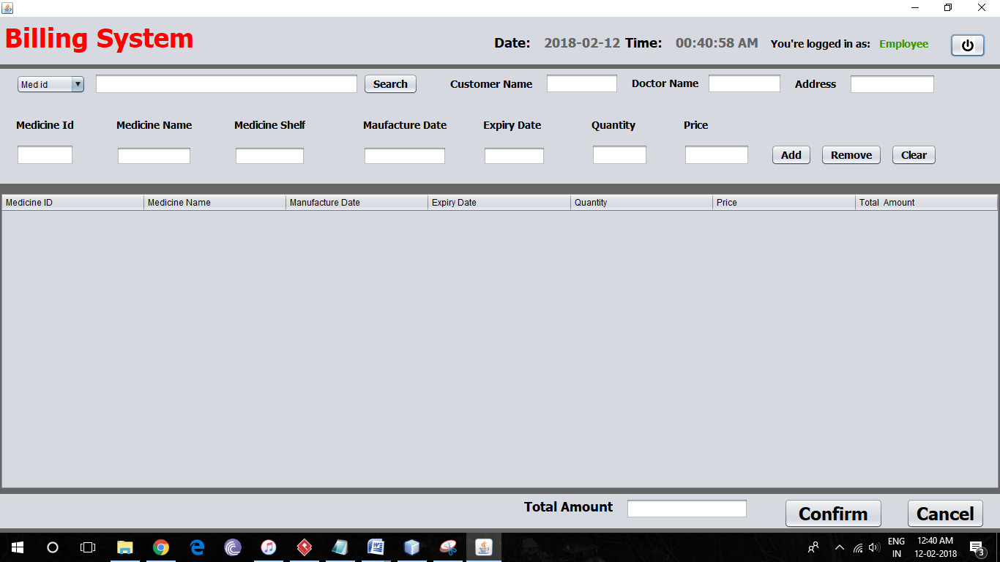 Billing System
Date: 2018-02-12 Time: 00:40:58 AM You're logged in as: Employee
Med id Search Customer Name Doctor Name Address
Medicine Id Medicine Name Medicine Shelf Maufacture Date Expiry Date Quantity Price
Add Remove Clear
Medicine ID Medicine Name Manufacture Date Expiry Date Quantity Price Total Amount
Total Amount Confirm Cancel
ENG 12:40 AM
IN 12-02-2018 3